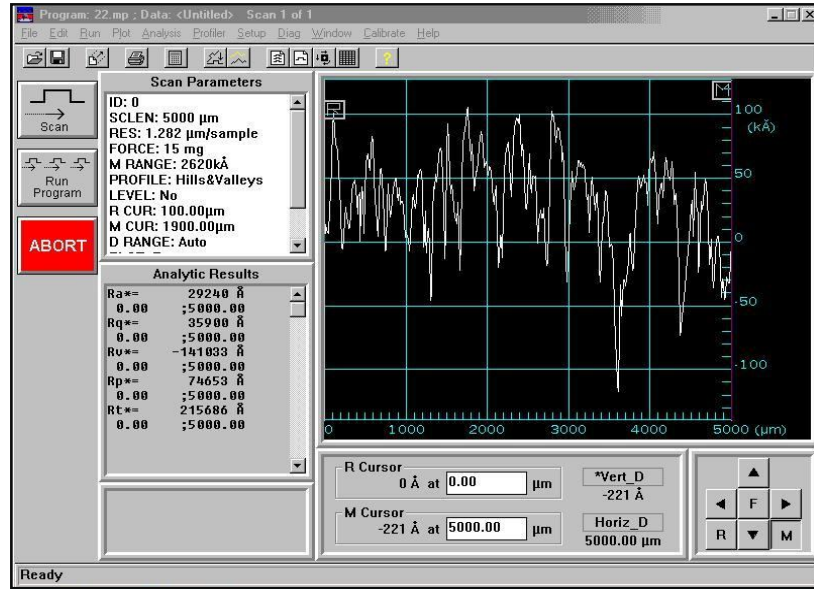 Program: 22.mp ; Data: <Untitled> Scan 1 of 1
File Edit Run Plot Analysis Profiler Setup Diag Window Calibrate Help
Scan
Run
Program
ABORT
Scan Parameters
ID: 0
SCLEN: 5000 µm
RES: 1.282 µm/sample
FORCE: 15 mg
M RANGE: 2620kÅ
PROFILE: Hills&Valleys
LEVEL: No
R CUR: 100.00µm
M CUR: 1900.00µm
D RANGE: Auto
Analytic Results
Ra*= 29240 Å
0.00 ;5000.00
Rq*= 35900 Å
0.00 ;5000.00
Rv*= -141033 Å
0.00 ;5000.00
Rp*= 74653 Å
0.00 ;5000.00
Rt*= 215686 Å
0.00 ;5000.00
R
M
100
(kÅ)
50
0
-50
-100
0 1000 2000 3000 4000 5000 (µm)
R Cursor
0 Å at 0.00 µm
M Cursor
-221 Å at 5000.00 µm
*Vert_D
-221 Å
Horiz_D
5000.00 µm
F
R M
Ready